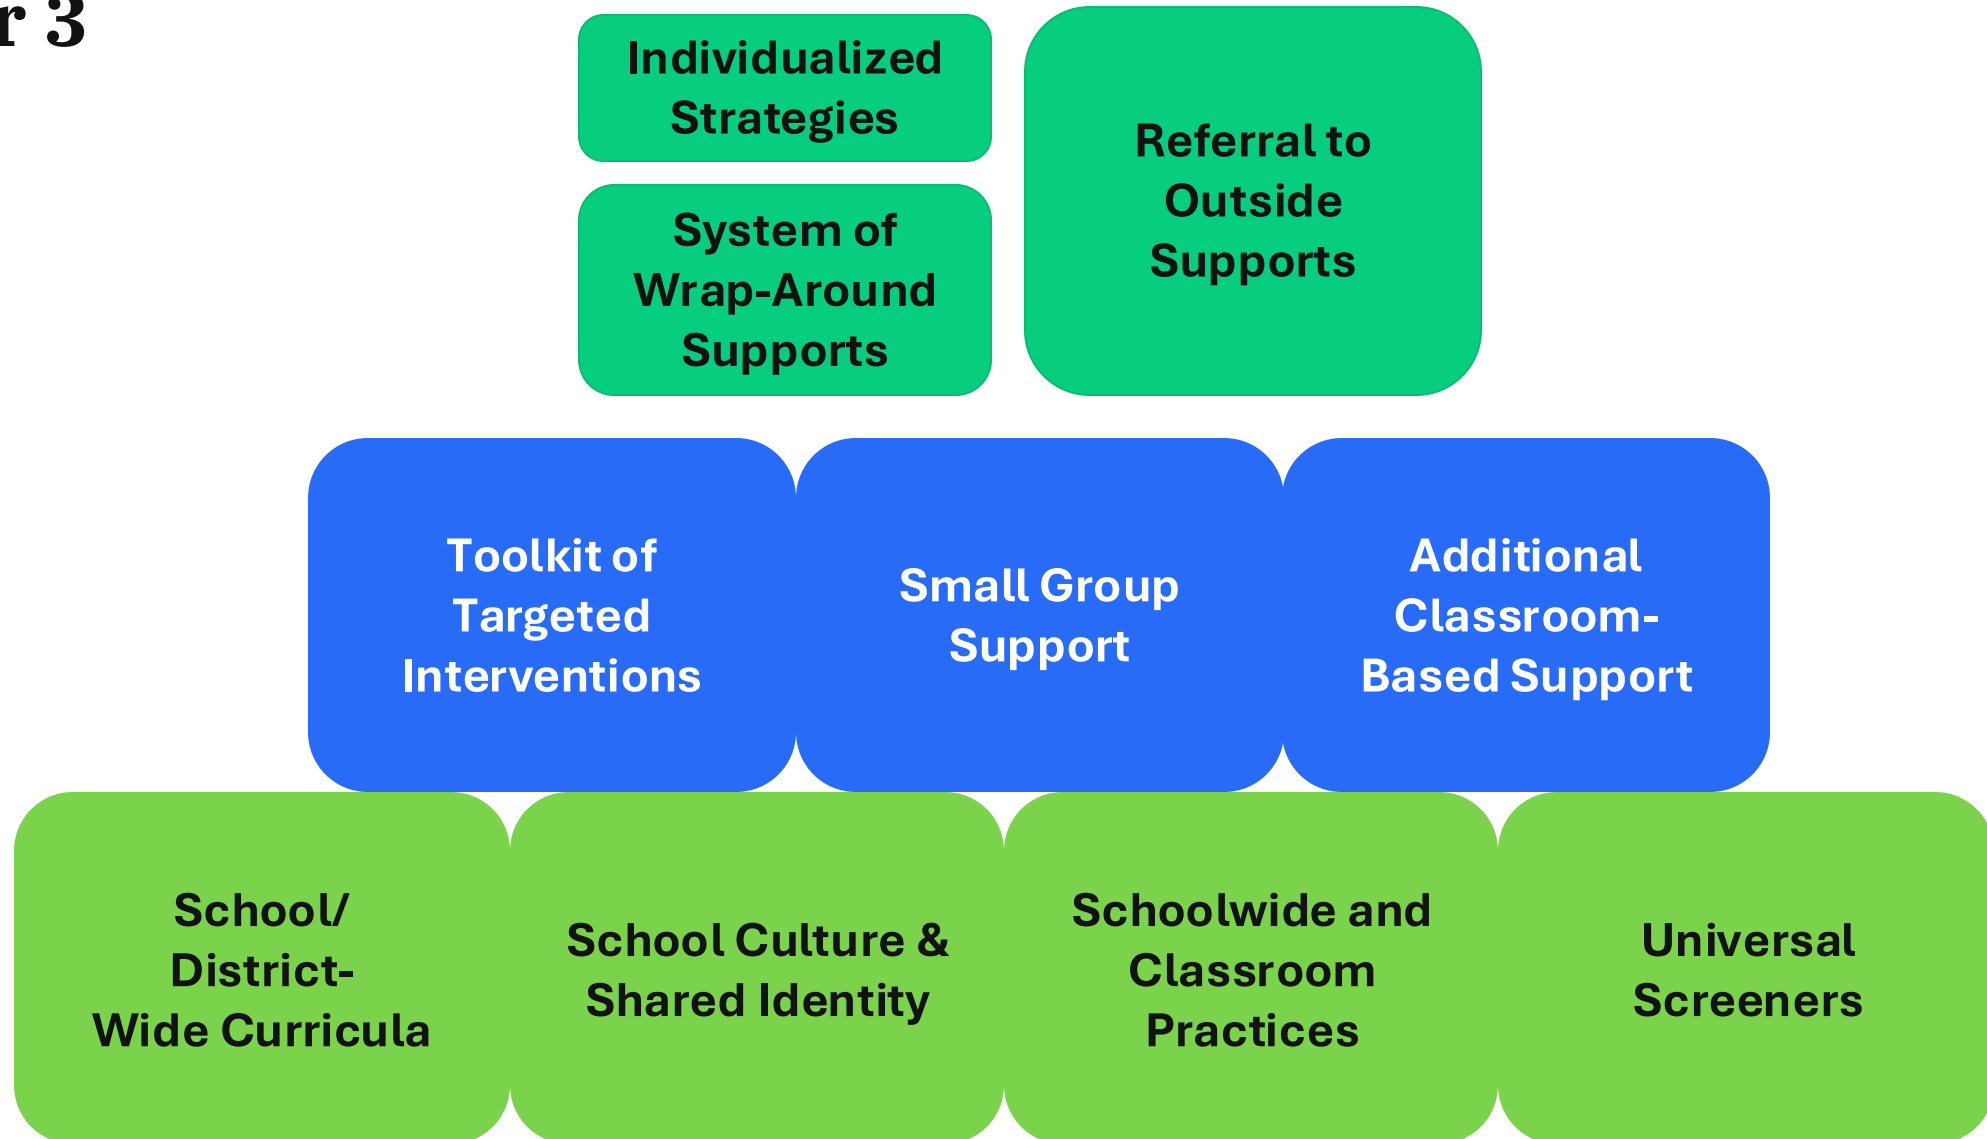 r 3
Individualized
Strategies
Referral to
Outside
Supports
System of
Wrap-Around
Supports
Toolkit of
Targeted
Interventions
Small Group
Support
Additional
Classroom-
Based Support
School/
District-
Wide Curricula
School Culture &
Shared Identity
Schoolwide and
Classroom
Practices
Universal
Screeners